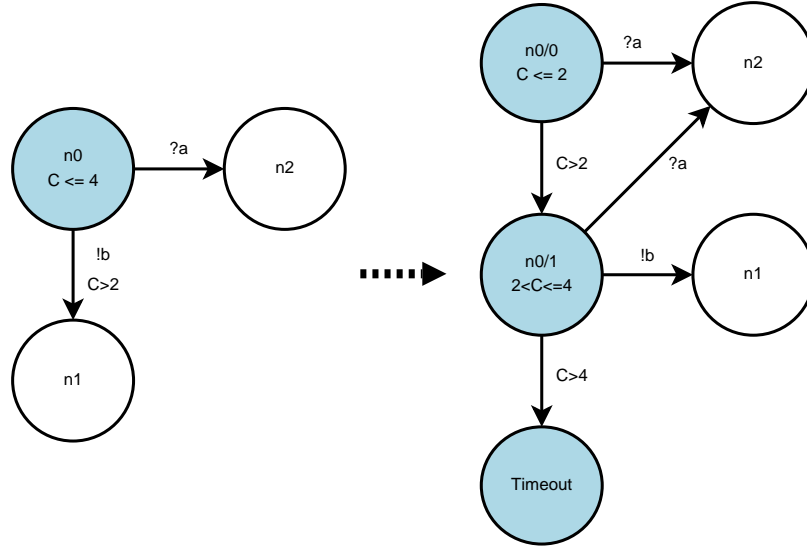 n0
C <= 4
?a
n2
!b
C>2
n1
n0/0
C <= 2
?a
n2
C>2
?a
n0/1
2<C<=4
!b
n1
C>4
Timeout